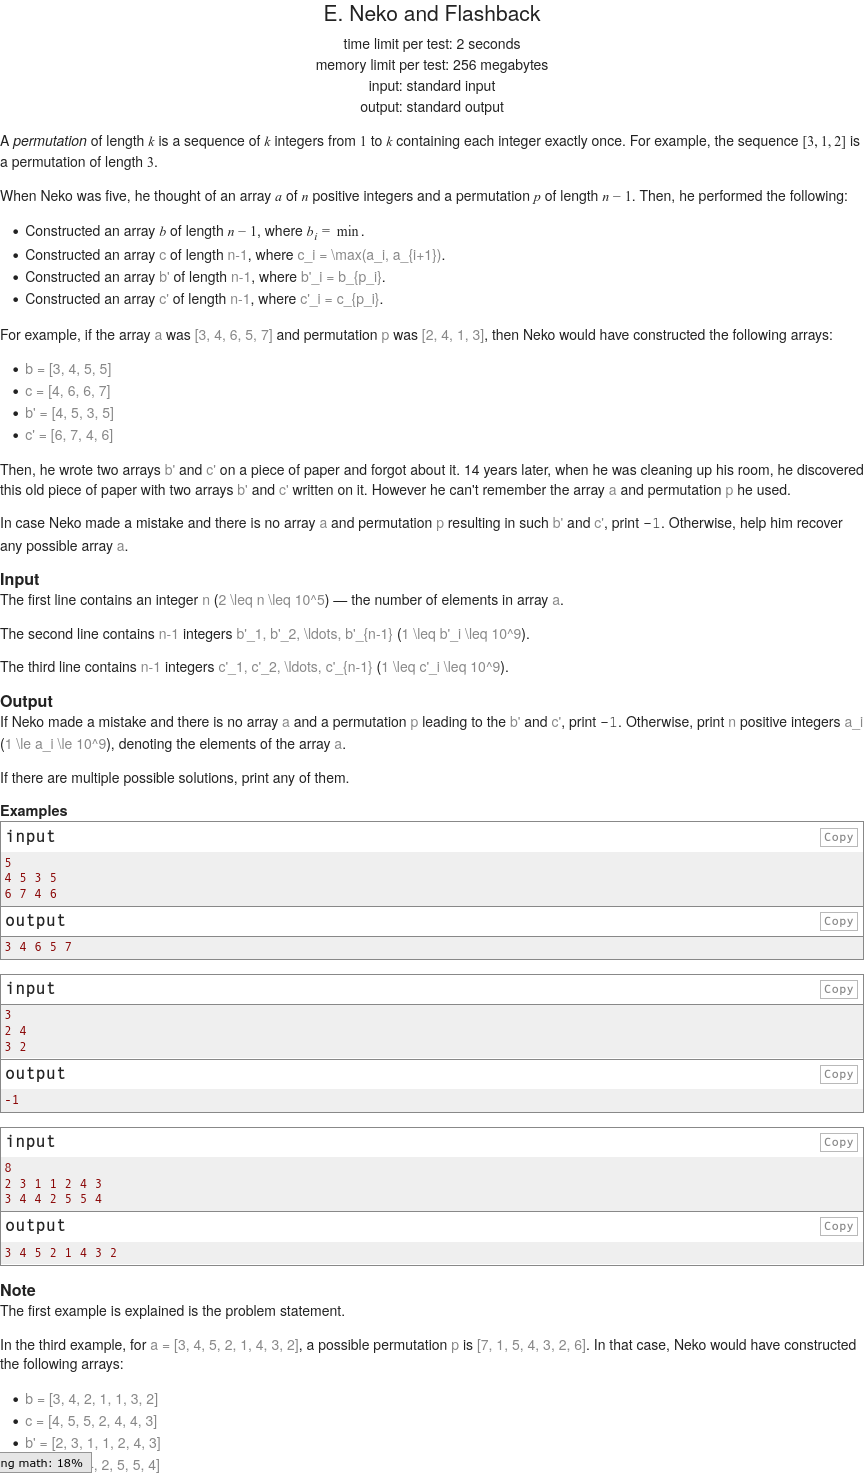 E. Neko and Flashback
time limit per test: 2 seconds
memory limit per test: 256 megabytes
input: standard input
output: standard output
A permutation of length k is a sequence of k integers from 1 to k containing each integer exactly once. For example, the sequence [3, 1, 2] is
a permutation of length 3.
When Neko was five, he thought of an array a of n positive integers and a permutation p of length n − 1. Then, he performed the following:
• Constructed an array b of length n − 1, where b_i = min .
• Constructed an array c of length n-1, where c_i = \max(a_i, a_{i+1}).
• Constructed an array b' of length n-1, where b'_i = b_{p_i}.
• Constructed an array c' of length n-1, where c'_i = c_{p_i}.
For example, if the array a was [3, 4, 6, 5, 7] and permutation p was [2, 4, 1, 3], then Neko would have constructed the following arrays:
• b = [3, 4, 5, 5]
• c = [4, 6, 6, 7]
• b' = [4, 5, 3, 5]
• c' = [6, 7, 4, 6]
Then, he wrote two arrays b' and c' on a piece of paper and forgot about it. 14 years later, when he was cleaning up his room, he discovered
this old piece of paper with two arrays b' and c' written on it. However he can't remember the array a and permutation p he used.
In case Neko made a mistake and there is no array a and permutation p resulting in such b' and c', print −1. Otherwise, help him recover
any possible array a.
Input
The first line contains an integer n (2 \leq n \leq 10^5) — the number of elements in array a.
The second line contains n-1 integers b'_1, b'_2, \ldots, b'_{n-1} (1 \leq b'_i \leq 10^9).
The third line contains n-1 integers c'_1, c'_2, \ldots, c'_{n-1} (1 \leq c'_i \leq 10^9).
Output
If Neko made a mistake and there is no array a and a permutation p leading to the b' and c', print −1. Otherwise, print n positive integers a_i
(1 \le a_i \le 10^9), denoting the elements of the array a.
If there are multiple possible solutions, print any of them.
Examples
input Copy
5
4 5 3 5
6 7 4 6
output Copy
3 4 6 5 7
input Copy
3
2 4
3 2
output Copy
-1
input Copy
8
2 3 1 1 2 4 3
3 4 4 2 5 5 4
output Copy
3 4 5 2 1 4 3 2
Note
The first example is explained is the problem statement.
In the third example, for a = [3, 4, 5, 2, 1, 4, 3, 2], a possible permutation p is [7, 1, 5, 4, 3, 2, 6]. In that case, Neko would have constructed
the following arrays:
• b = [3, 4, 2, 1, 1, 3, 2]
• c = [4, 5, 5, 2, 4, 4, 3]
• b' = [2, 3, 1, 1, 2, 4, 3]
ng math: 18% , 2, 5, 5, 4]